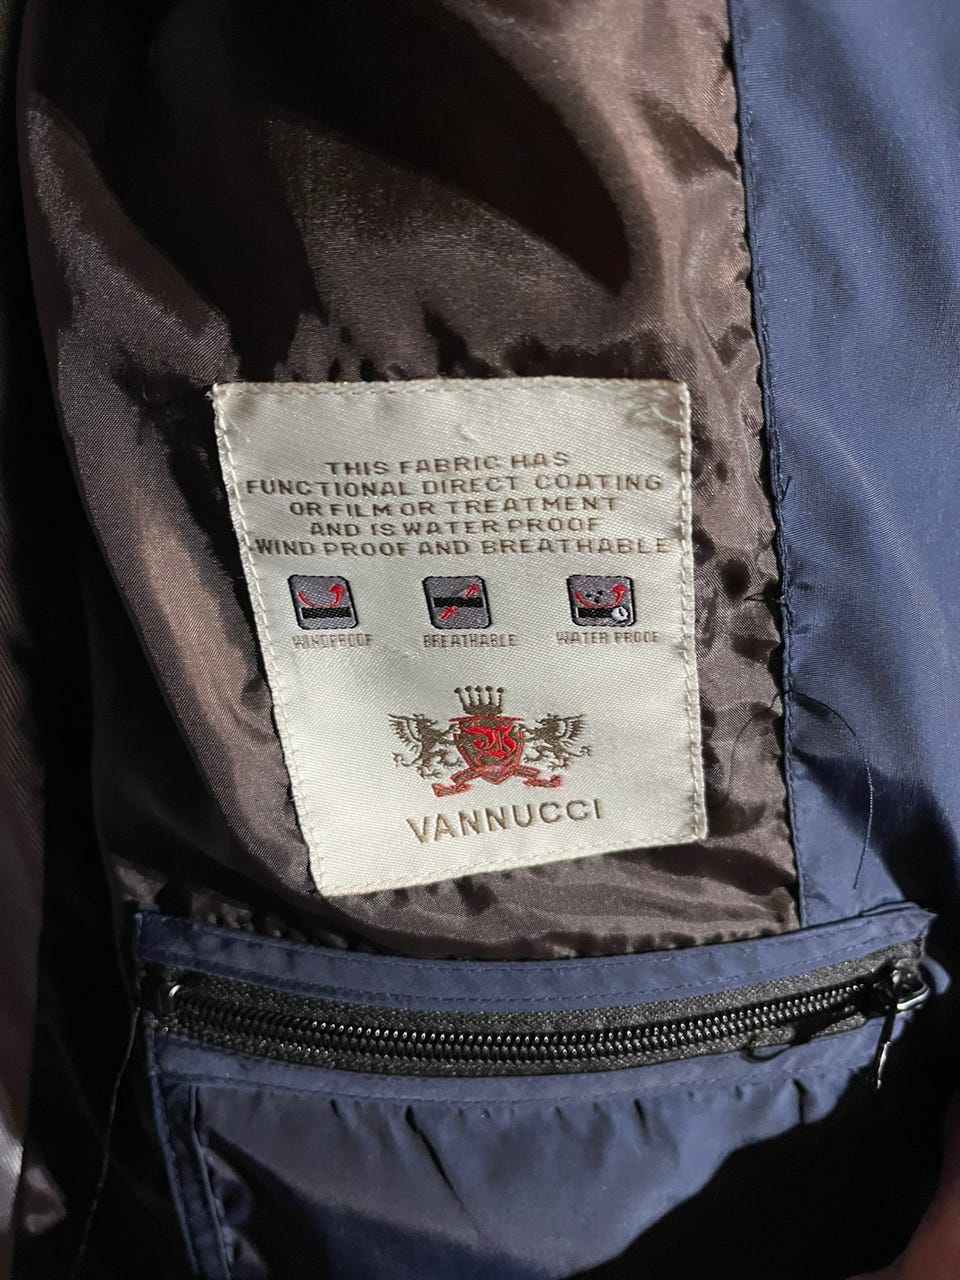 THIS FABRIC HAS
FUNCTIONAL DIRECT COATING
OR FILM OR TREATMENT
AND IS WATER PROOF
WIND PROOF AND BREATHABLE
WINDPROOF BREATHABLE WATER PROOF
VANNUCCI